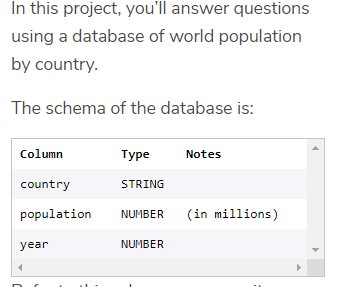 In this project, you’ll answer questions
using a database of world population
by country.
The schema of the database is:
Column Type Notes
country STRING
population NUMBER (in millions)
year NUMBER